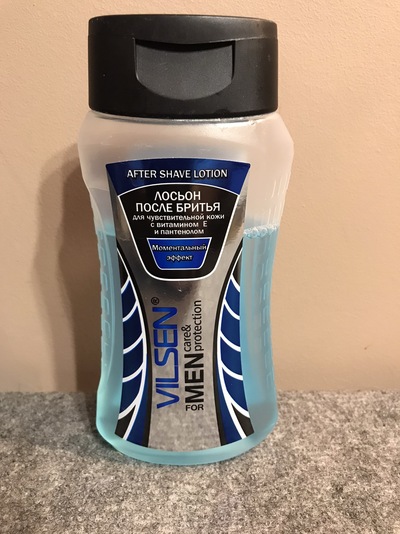 AFTER SHAVE LOTION
ЛОСЬОН
ПОСЛЕ БРИТЬЯ
для чувствительной кожи
с витамином Е
и пантенолом
Моментальный
эффект
VILSEN®
FOR MEN care&
protection